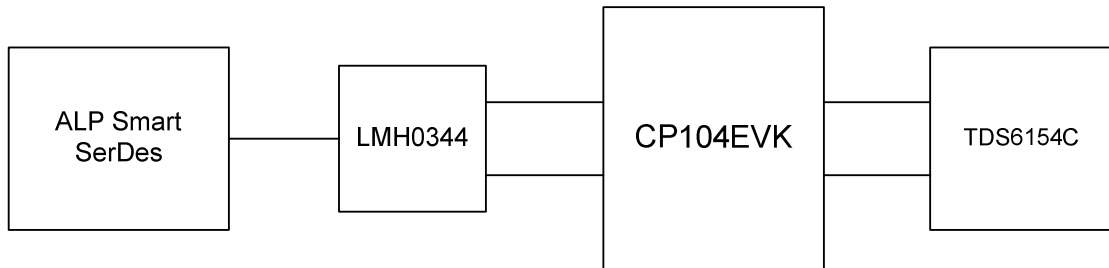 ALP Smart
SerDes
LMH0344
CP104EVK
TDS6154C